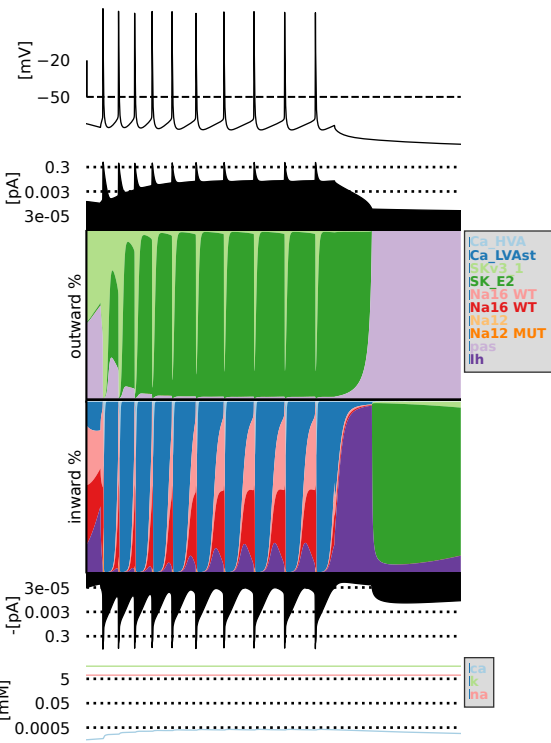 [mV]
−20
−50
[pA]
0.3
0.003
3e-05
outward %
Ca_HVA
Ca_LVAst
SKv3_1
SK_E2
Na16 WT
Na16 WT
Na12
Na12 MUT
pas
Ih
inward %
-[pA]
3e-05
0.003
0.3
[mM]
5
0.05
0.0005
ca
k
na